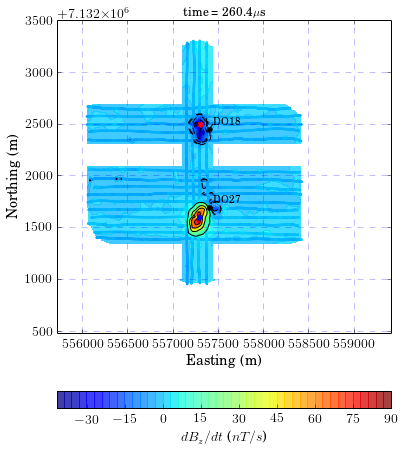 +7.132×10⁶
time = 260.4μs
3500
3000
2500
2000
1500
1000
500
Northing (m)
DO18
DO27
556000 556500 557000 557500 558000 558500 559000
Easting (m)
−30 −15 0 15 30 45 60 75 90
dB_z/dt (nT/s)